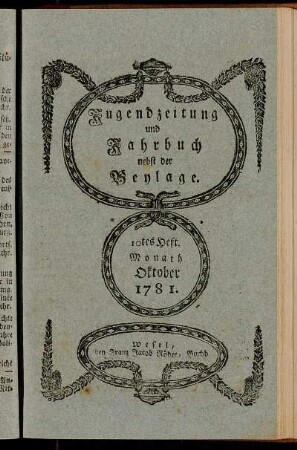 Jugendzeitung
und
Jahrbuch
nebst der
Beylage.
10tes Heft.
Monath
Oktober
1781.
Wesel,
bey Franz Jacob Röder, Buchh